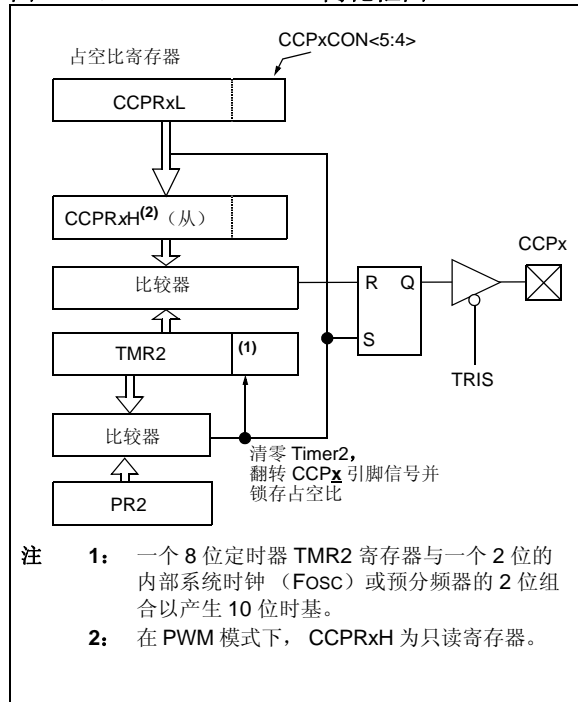 CCPxCON<5:4>
占空比寄存器
CCPRxL
CCPRxH(2)（从）
CCPx
比较器
R Q
S
TMR2
(1)
TRIS
比较器
清零 Timer2，
翻转 CCPx 引脚信号并
锁存占空比
PR2
注 1： 一个 8 位定时器 TMR2 寄存器与一个 2 位的
内部系统时钟 （FOSC）或预分频器的 2 位组
合以产生 10 位时基。
2： 在 PWM 模式下， CCPRxH 为只读寄存器。